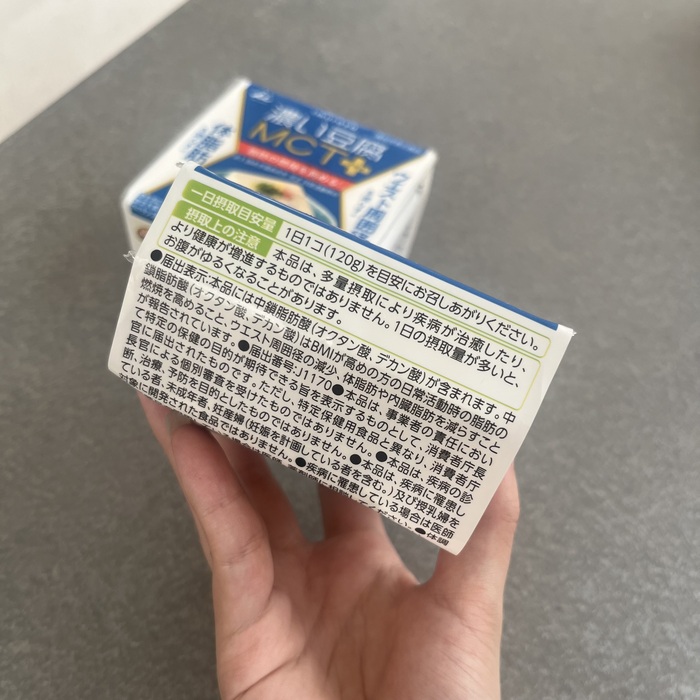 濃い豆腐
MCT
一日摂取目安量 1日1コ(120g)を目安にお召しあがりください。
摂取上の注意 本品は、多量摂取により疾病が治癒したり、
より健康が増進するものではありません。1日の摂取量が多いと、
お腹がゆるくなることがあります。
●届出表示:本品には中鎖脂肪酸(オクタン酸、デカン酸)が含まれます。中
鎖脂肪酸(オクタン酸、デカン酸)はBMIが高めの方の日常活動時の脂肪の
燃焼を高めること、ウエスト周囲径の減少、体脂肪や内臓脂肪を減らすこと
が報告されています。●届出番号:J1170●本品は、事業者の責任におい
て特定の保健の目的が期待できる旨を表示するものとして、消費者庁長
官に届出されたものです。ただし、特定保健用食品と異なり、消費者庁
長官による個別審査を受けたものではありません。●本品は、疾病の診
断、治療、予防を目的としたものではありません。●本品は、疾病に罹患し
ている者、未成年者、妊産婦(妊娠を計画している者を含む。)及び授乳婦を
対象に開発された食品ではありません。●疾病に罹患している場合は医師
●体調